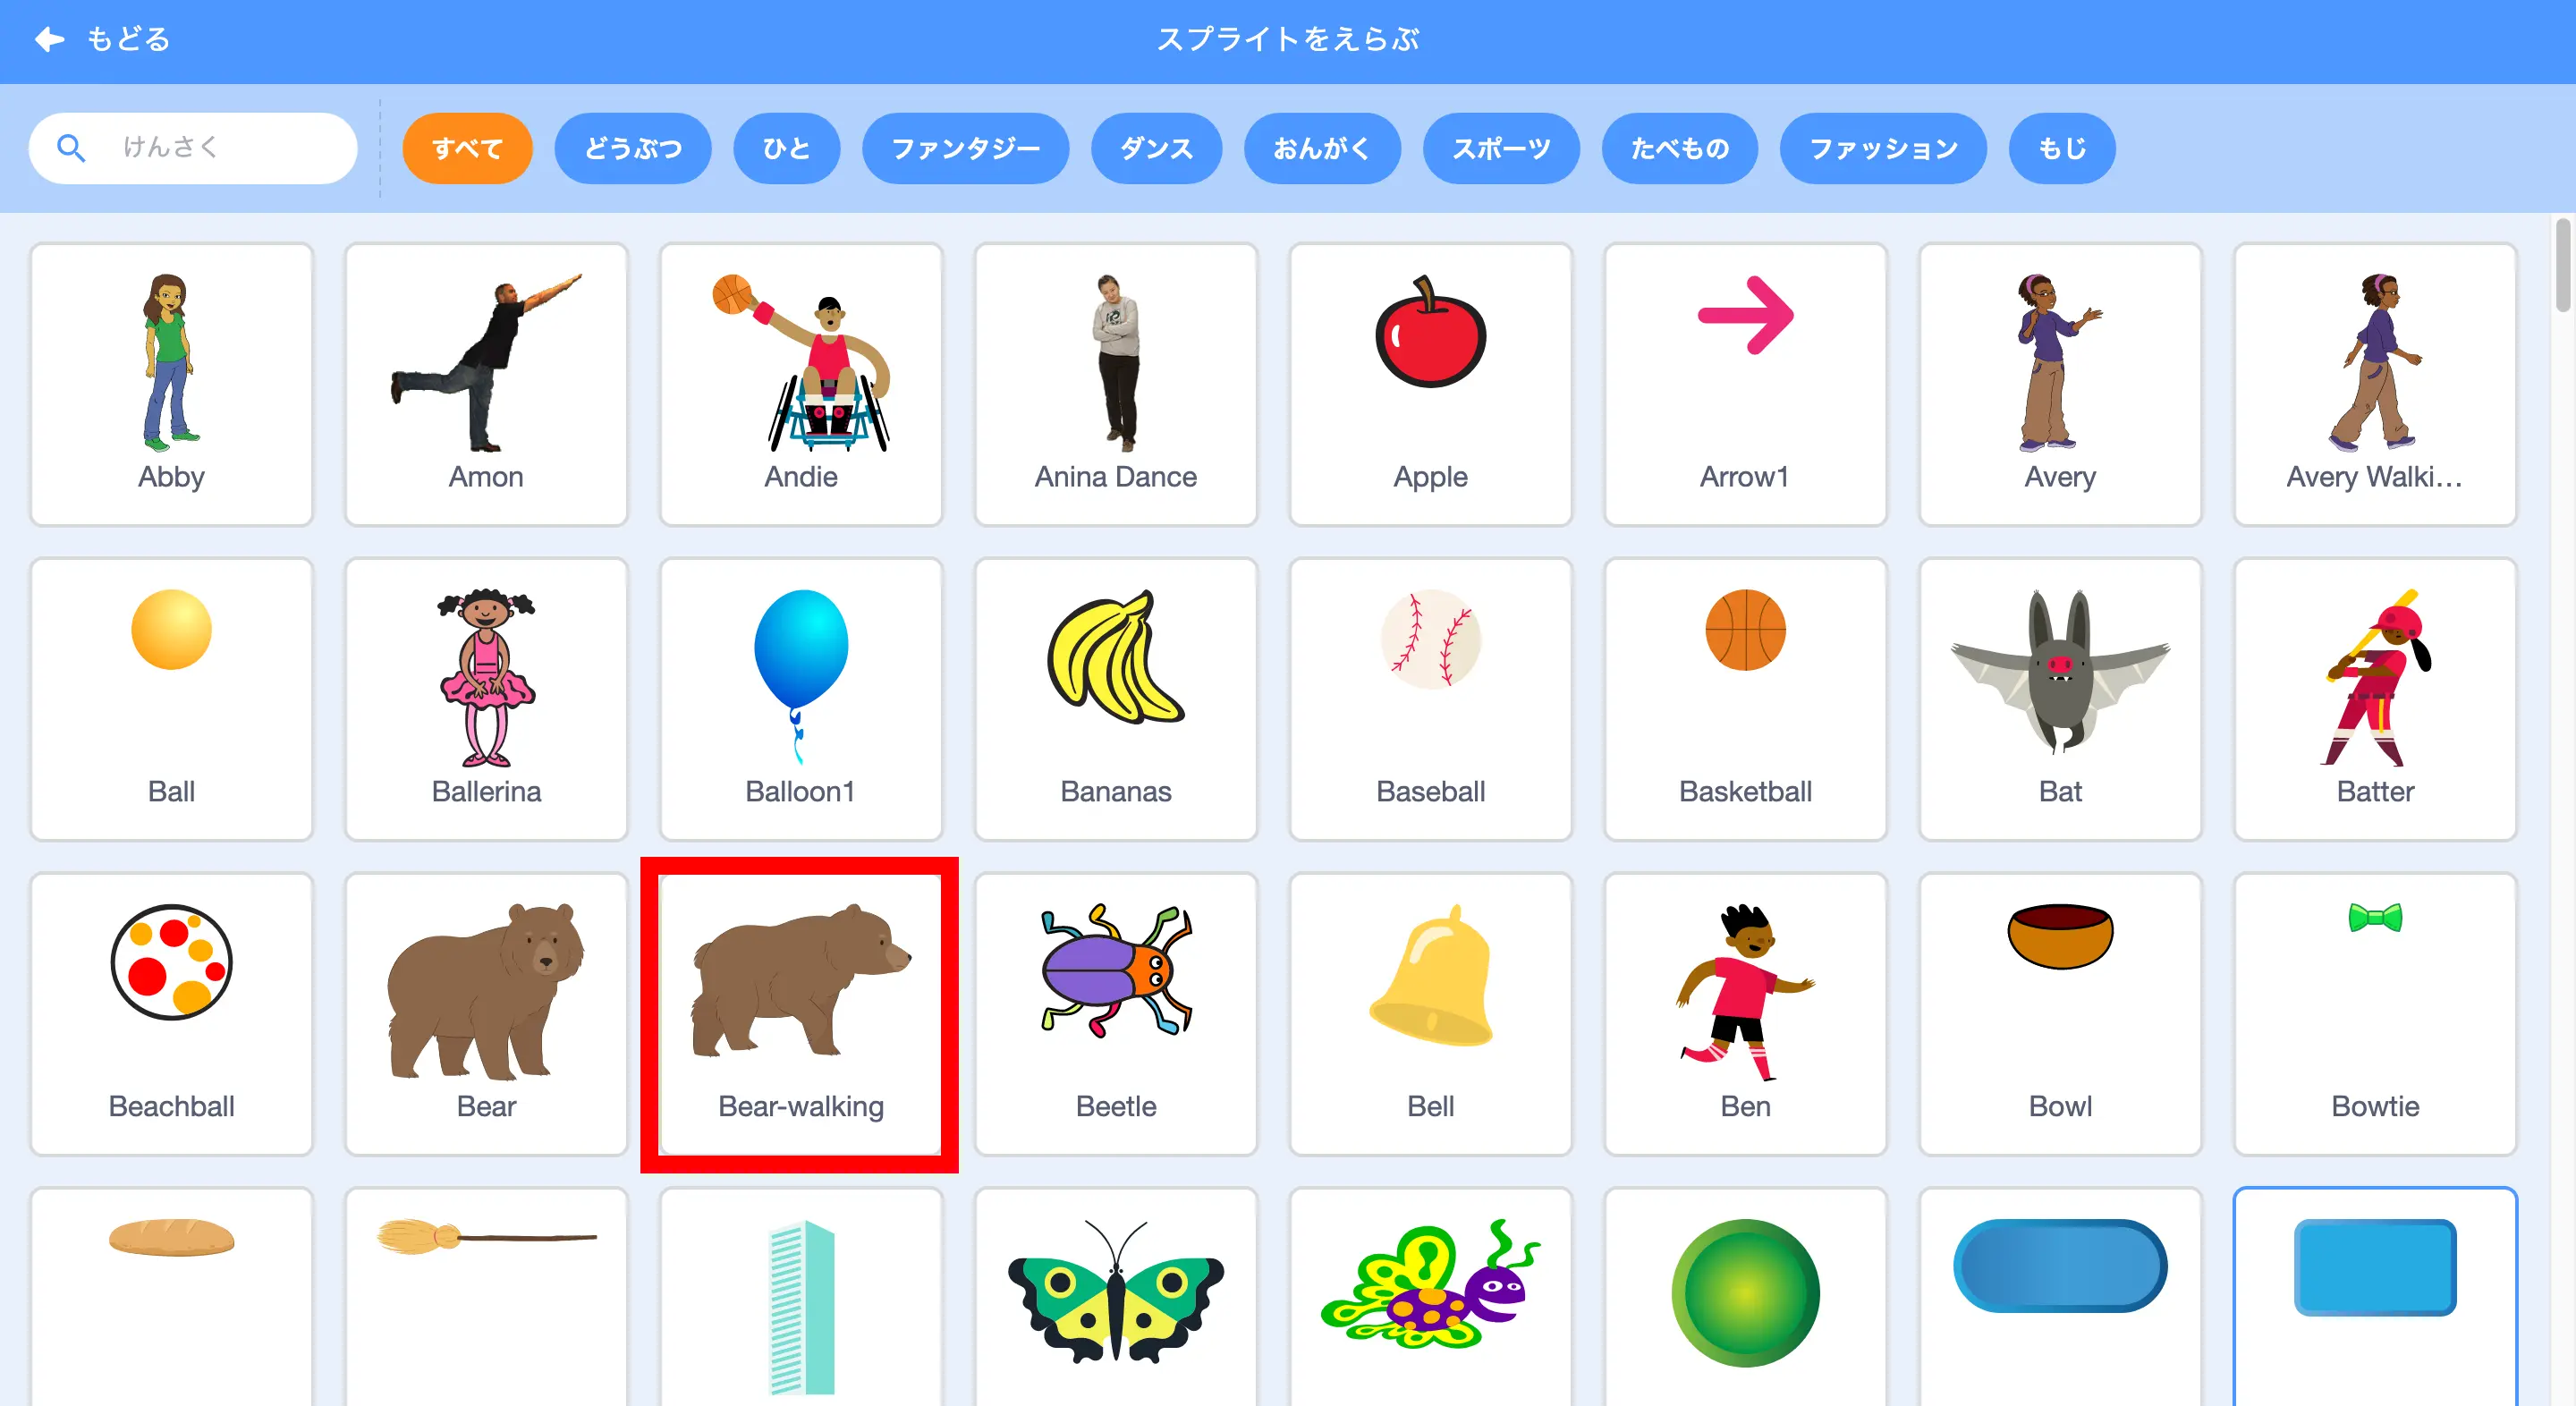 もどる
スプライトをえらぶ
けんさく
すべて
どうぶつ
ひと
ファンタジー
ダンス
おんがく
スポーツ
たべもの
ファッション
もじ
Abby
Amon
Andie
Anina Dance
Apple
Arrow1
Avery
Avery Walki...
Ball
Ballerina
Balloon1
Bananas
Baseball
Basketball
Bat
Batter
Beachball
Bear
Bear-walking
Beetle
Bell
Ben
Bowl
Bowtie